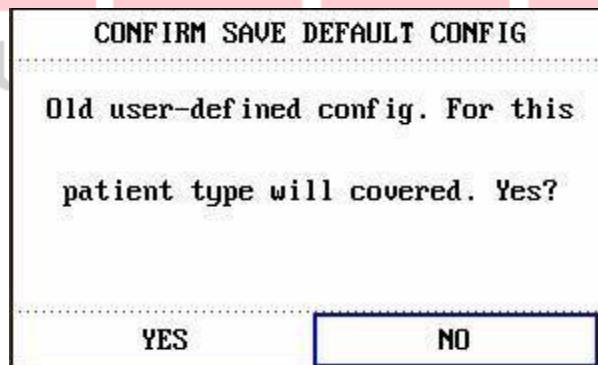 CONFIRM SAVE DEFAULT CONFIG
Old user-defined config. For this
patient type will covered. Yes?
YES
NO